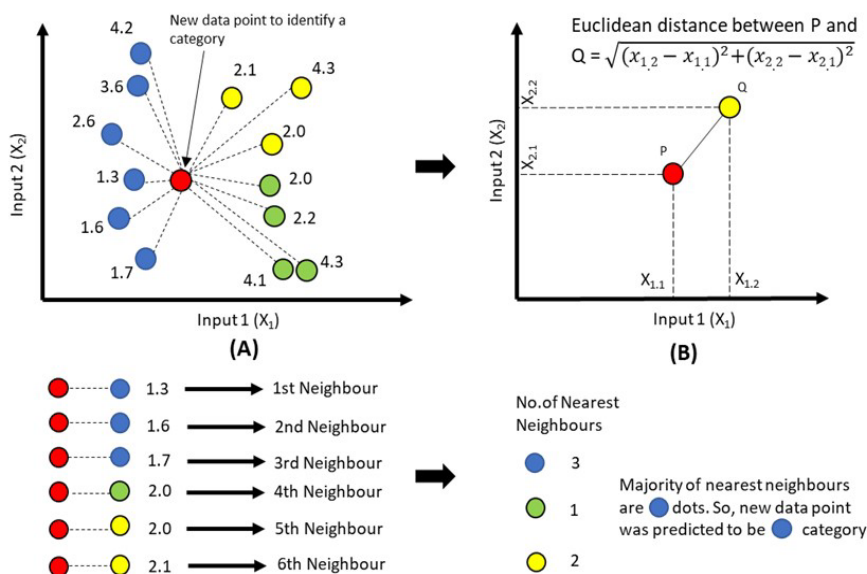 New data point to identify a
category
4.2
3.6
2.6
1.3
1.6
1.7
2.1
4.3
2.0
2.0
2.2
4.1
4.3
Input 2 (X2)
Input 1 (X1)
(A)
Euclidean distance between P and
Q = √(x1,2 − x1,1)² + (x2,2 − x2,1)²
Q
P
X2.2
X2.1
Input 2 (X2)
X1.1
X1.2
Input 1 (X1)
(B)
1.3 1st Neighbour
1.6 2nd Neighbour
1.7 3rd Neighbour
2.0 4th Neighbour
2.0 5th Neighbour
2.1 6th Neighbour
No.of Nearest
Neighbours
3
1
2
Majority of nearest neighbours
are dots. So, new data point
was predicted to be category